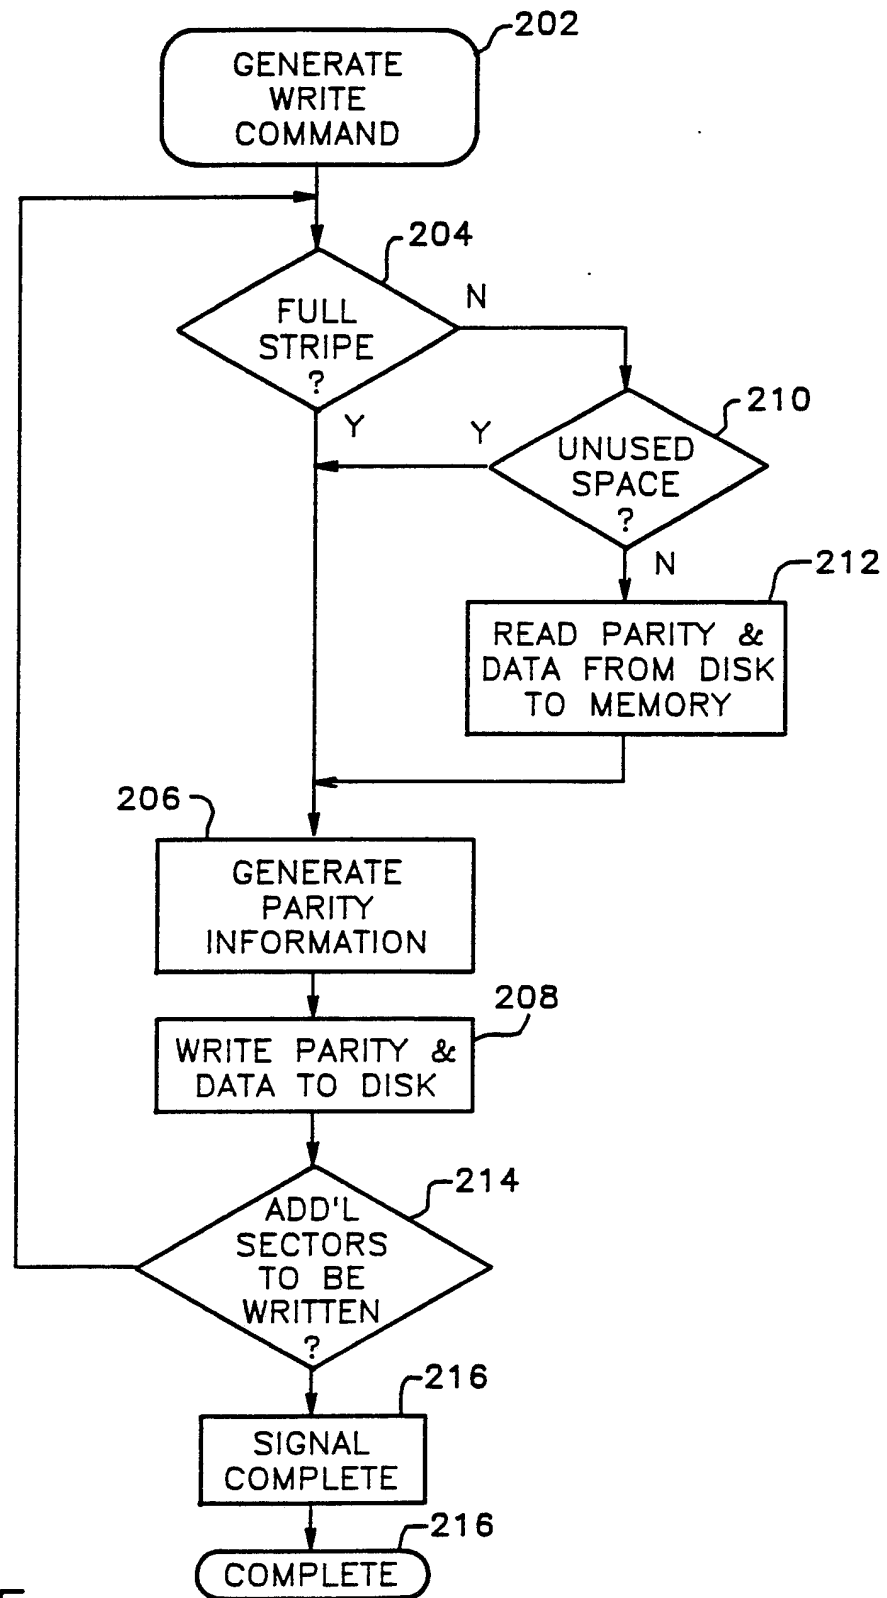 202
GENERATE
WRITE
COMMAND
204
FULL
STRIPE
?
N
Y
210
UNUSED
SPACE
?
Y
N
212
READ PARITY &
DATA FROM DISK
TO MEMORY
206
GENERATE
PARITY
INFORMATION
208
WRITE PARITY &
DATA TO DISK
214
ADD'L
SECTORS
TO BE
WRITTEN
?
216
SIGNAL
COMPLETE
216
COMPLETE